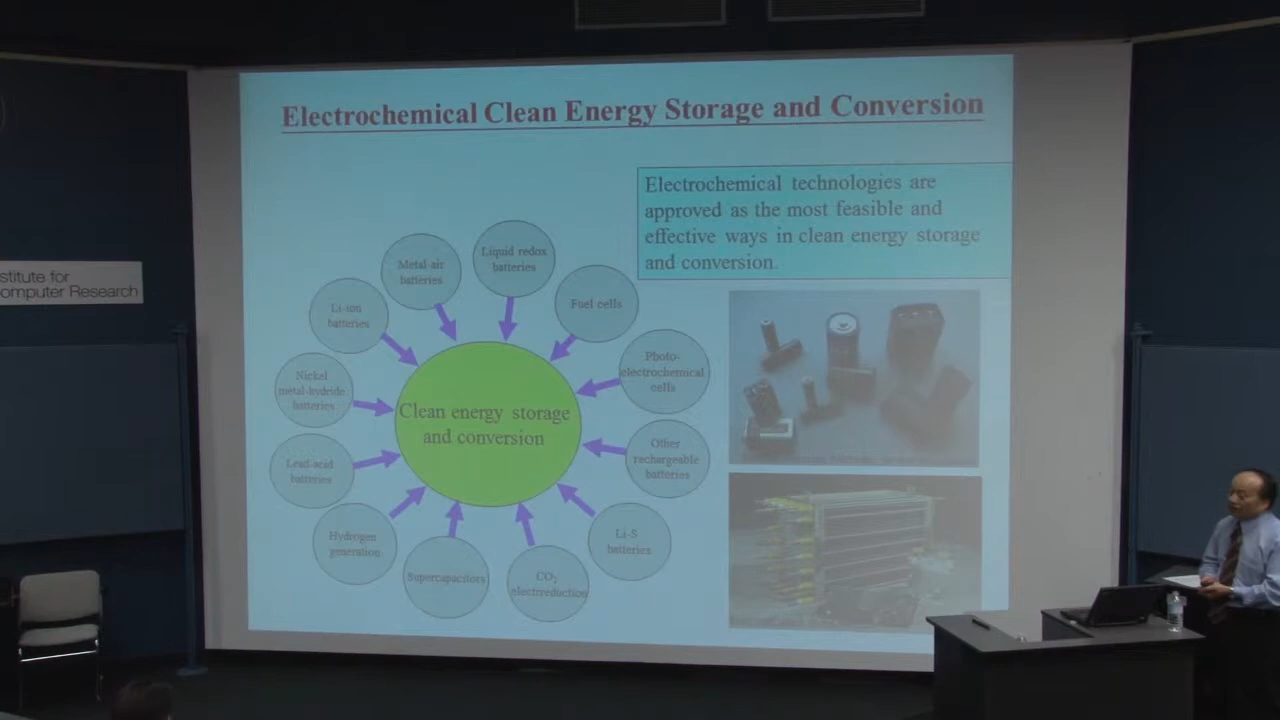 Electrochemical Clean Energy Storage and Conversion
Electrochemical technologies are
approved as the most feasible and
effective ways in clean energy storage
and conversion.
Liquid redox
batteries
Metal-air
batteries
Fuel cells
Li-ion
batteries
Photo-
electrochemical
cells
Nickel
metal-hydride
batteries
Clean energy storage
and conversion
Other
rechargeable
batteries
Lead-acid
batteries
Hydrogen
generation
Li-S
batteries
Supercapacitors
CO2
electrreduction
stitute for
omputer Research